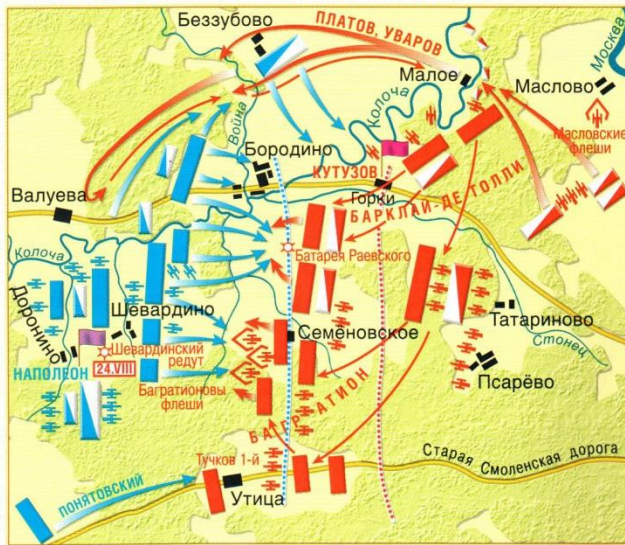 Беззубово
ПЛАТОВ, УВАРОВ
Москва
Малое
Маслово
Колоча
Война
Масловские
флеши
Бородино
КУТУЗОВ
Валуева
Горки
БАРКЛАЙ-ДЕ ТОЛЛИ
Колоча
Батарея Раевского
Доронино
Шевардино
Семёновское
Татариново
Стонец
Шевардинский
редут
НАПОЛЕОН
24.VIII
Псарёво
Багратионовы
флеши
БАГРАТИОН
Тучков 1-й
Старая Смоленская дорога
Утица
ПОНЯТОВСКИЙ